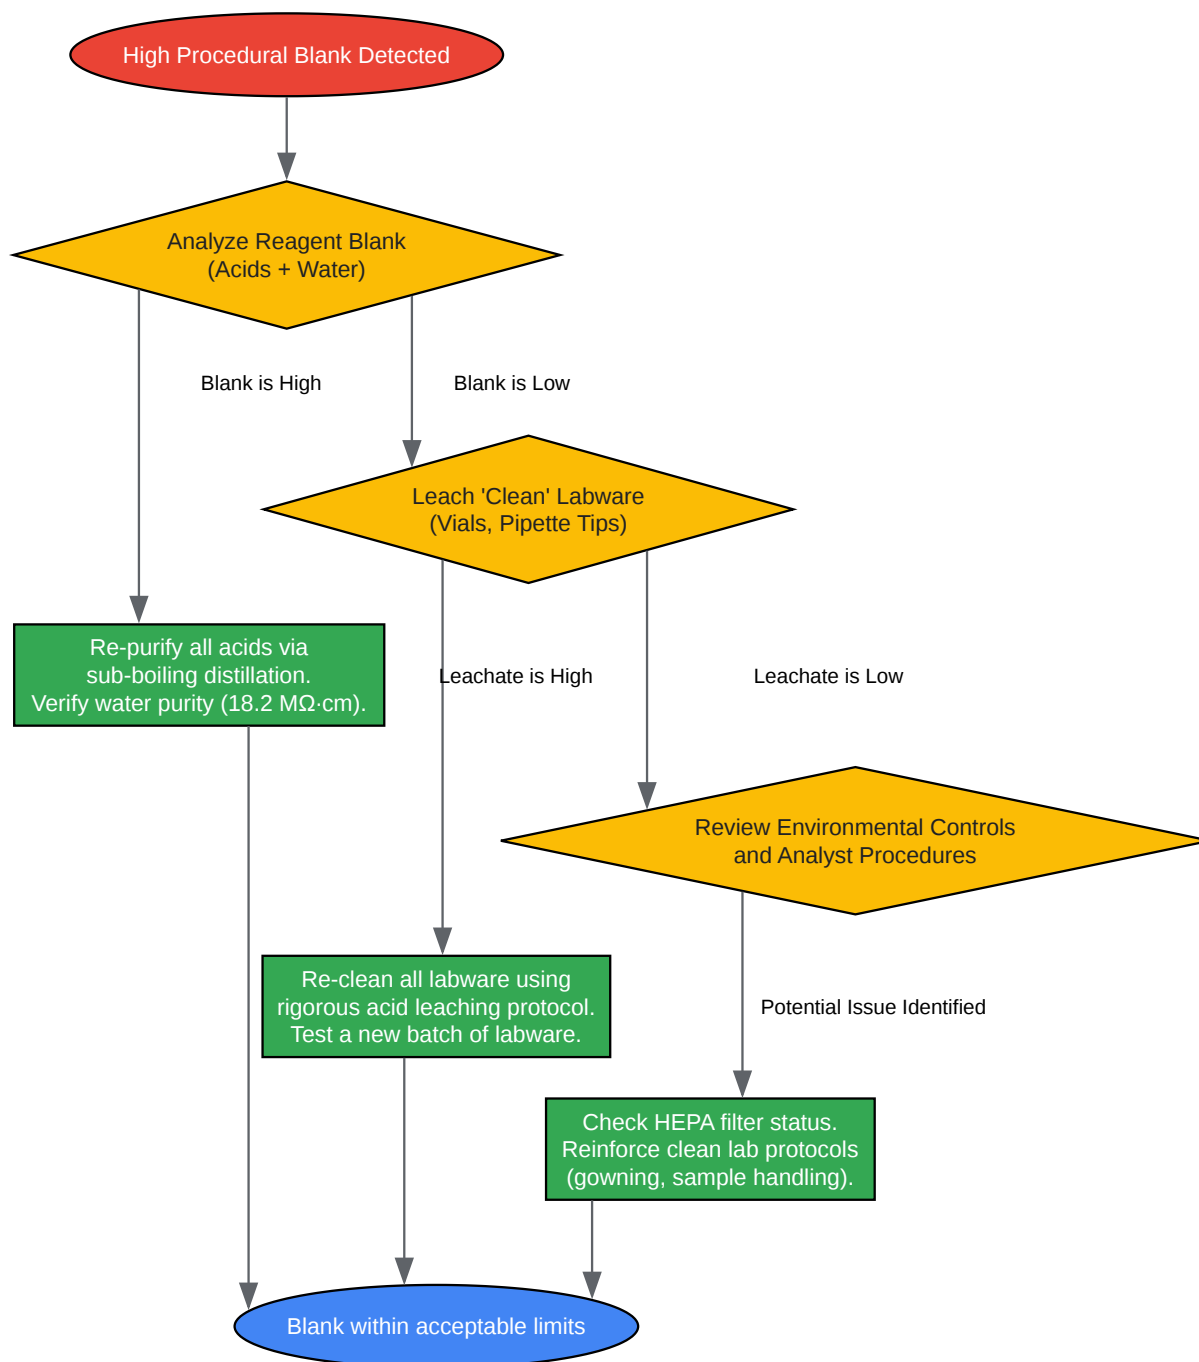 High Procedural Blank Detected
Analyze Reagent Blank
(Acids + Water)
Blank is High
Blank is Low
Leach 'Clean' Labware
(Vials, Pipette Tips)
Re-purify all acids via
sub-boiling distillation.
Verify water purity (18.2 MΩ·cm).
Leachate is High
Leachate is Low
Review Environmental Controls
and Analyst Procedures
Re-clean all labware using
rigorous acid leaching protocol.
Test a new batch of labware.
Potential Issue Identified
Check HEPA filter status.
Reinforce clean lab protocols
(gowning, sample handling).
Blank within acceptable limits